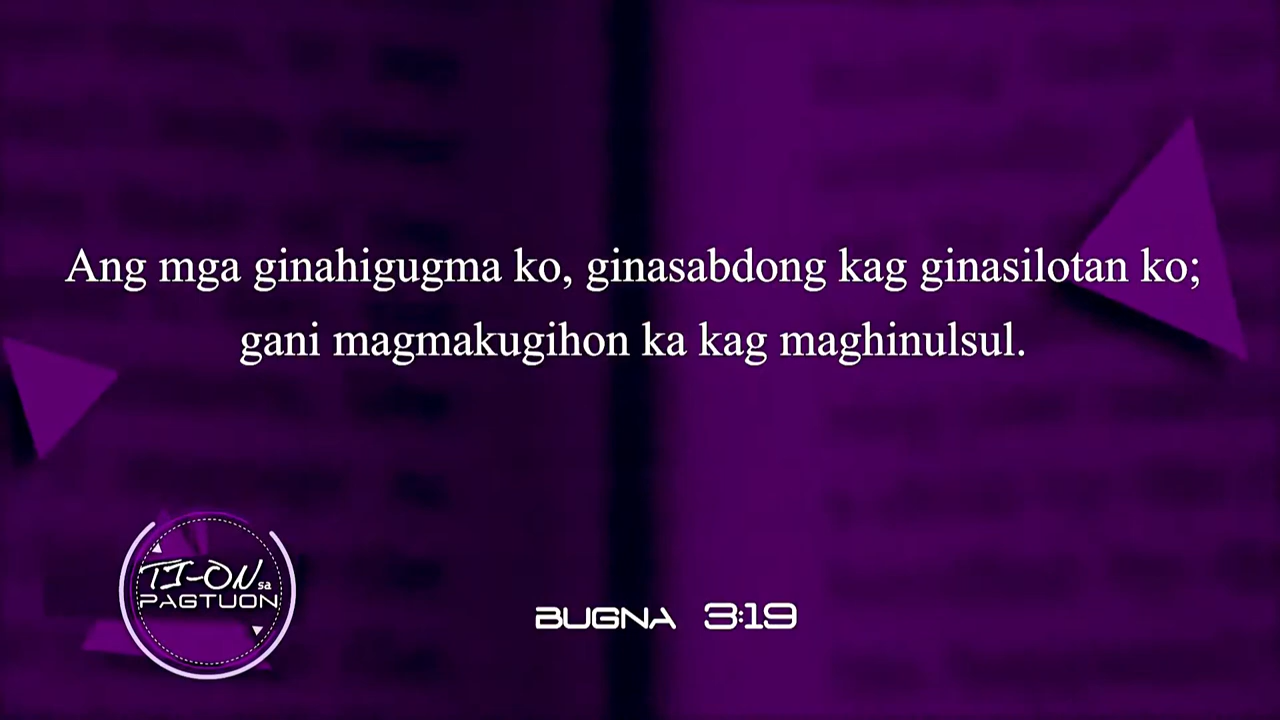 Ang mga ginahigugma ko, ginasabdong kag ginasilotan ko;
gani magmakugihon ka kag maghinulsul.
TI-ON sa
PAGTUON
BUGNA 3:19